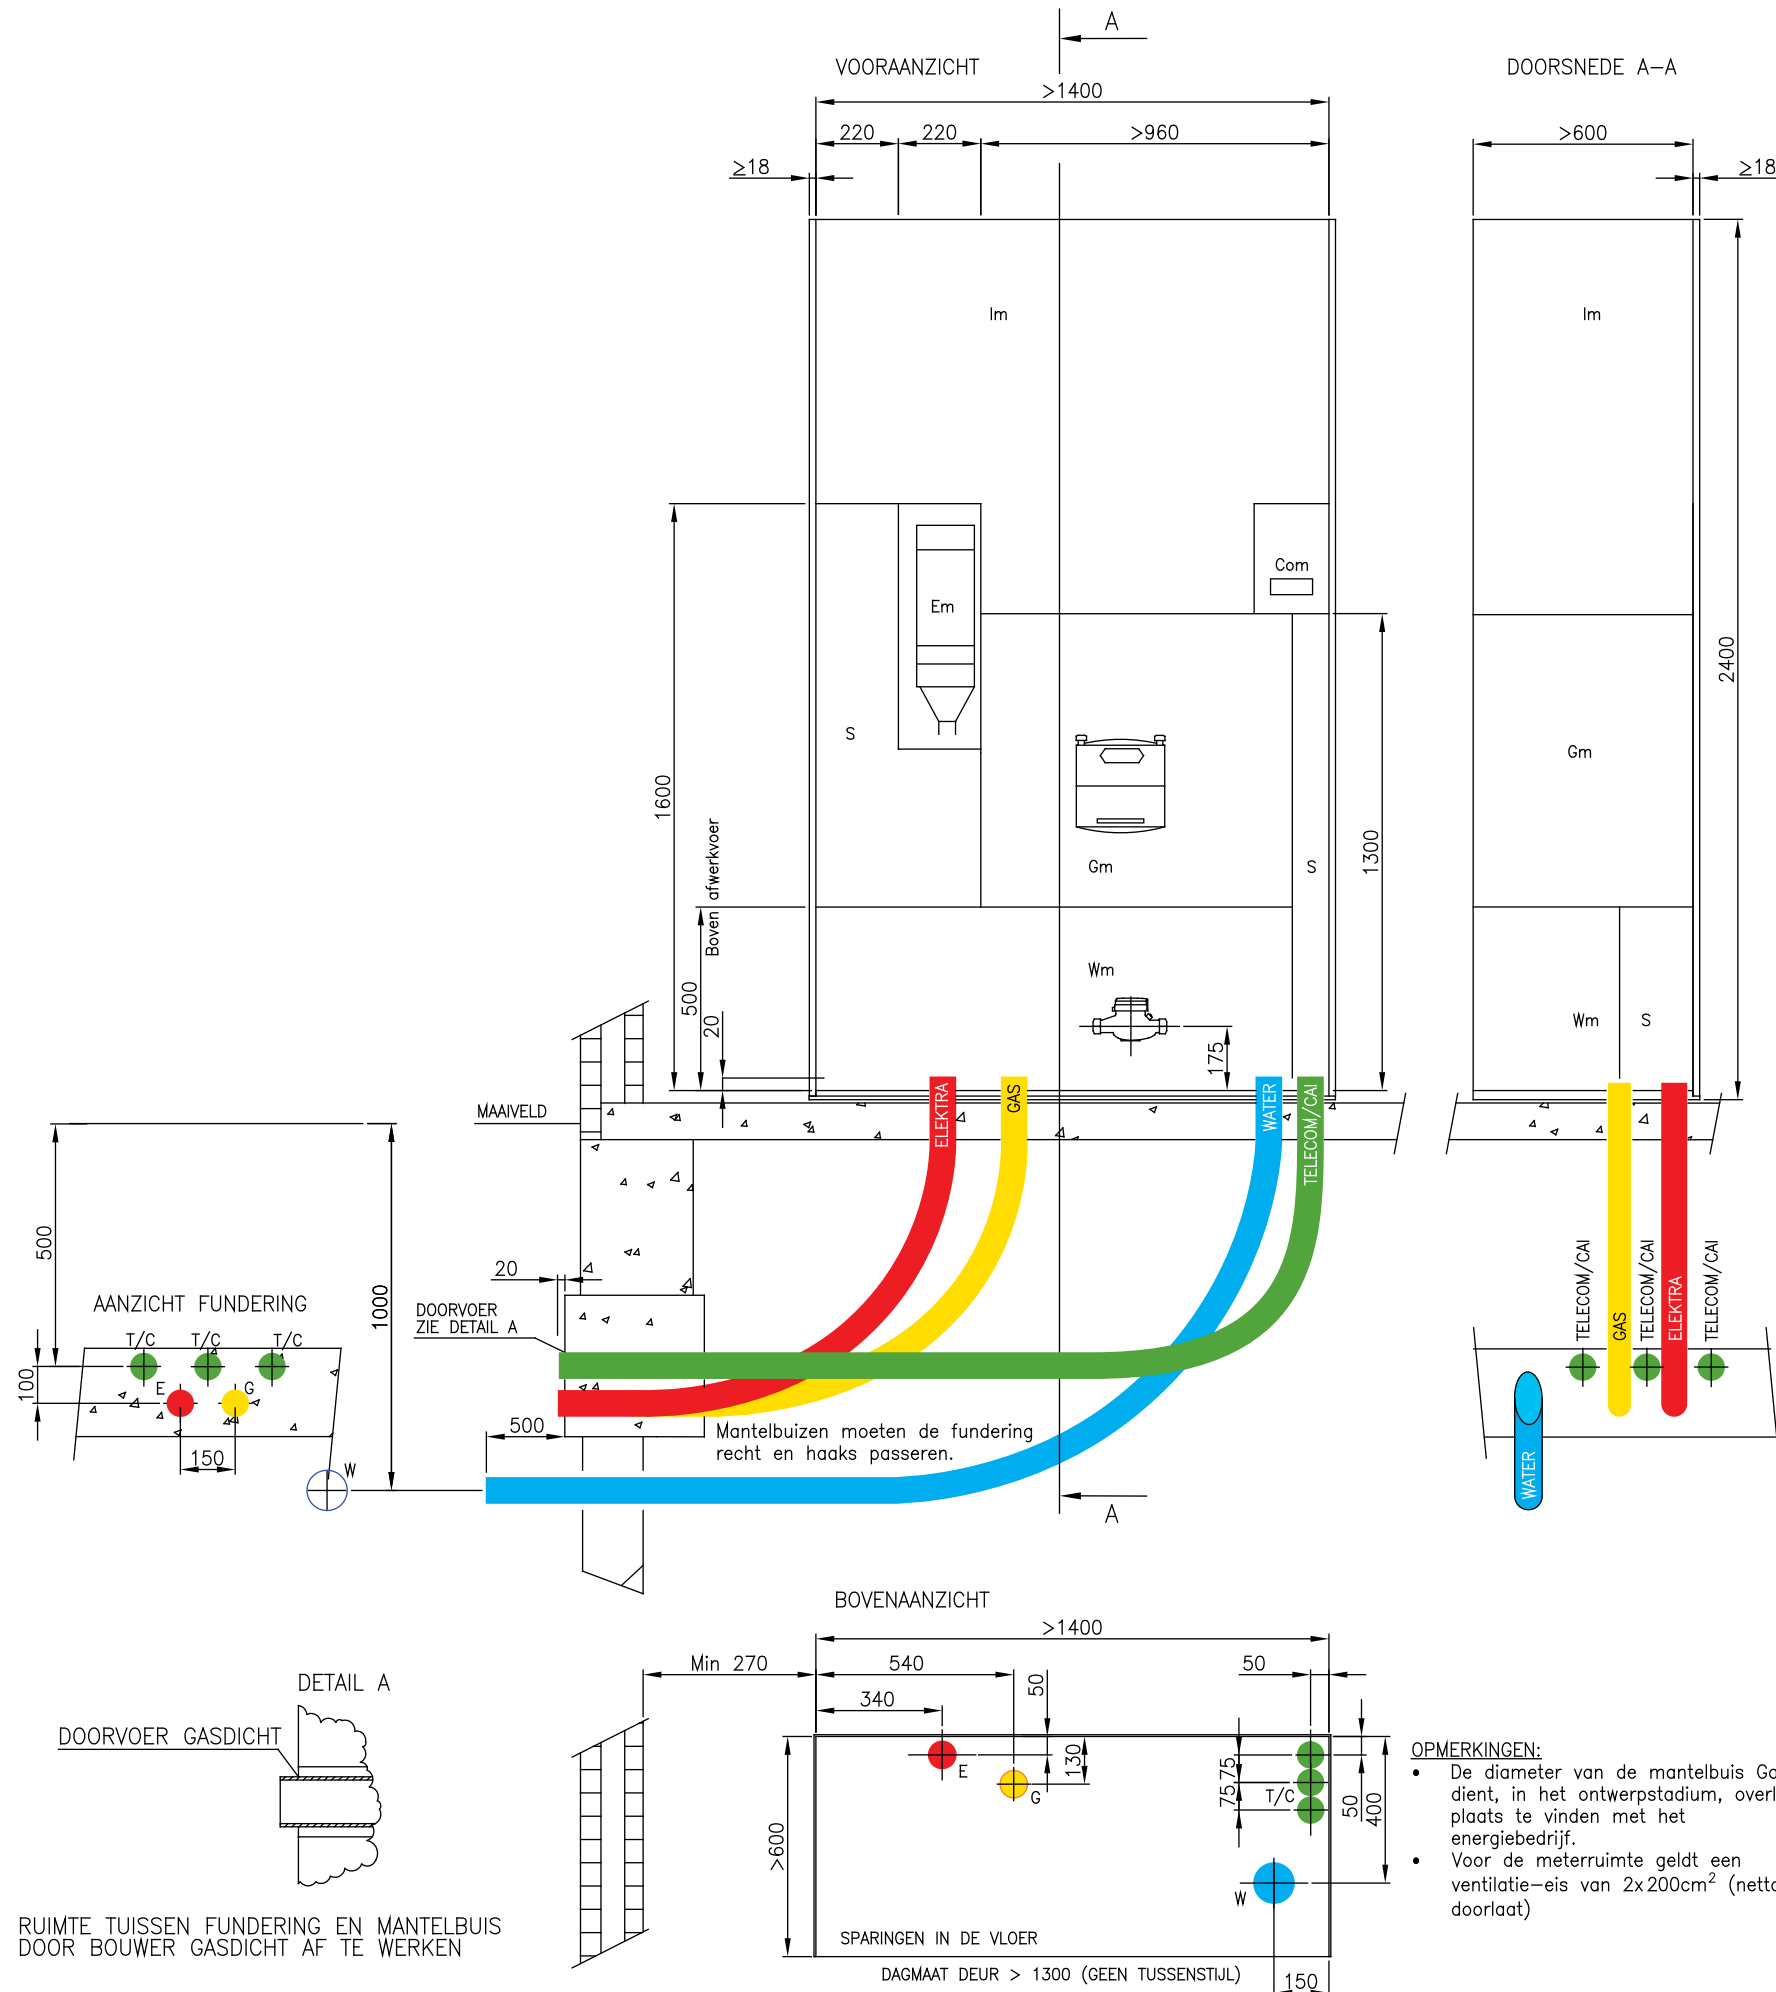 A
VOORAANZICHT
DOORSNEDE A–A
>1400
220
220
>960
>600
≥18
≥18
Im
Im
Com
Em
2400
S
Gm
1600
Boven afwerkvoer
1300
Gm
S
500
20
Wm
175
Wm
S
MAAIVELD
ELEKTRA
GAS
WATER
TELECOM/CAI
500
1000
AANZICHT FUNDERING
T/C
T/C
T/C
E
G
100
150
W
20
DOORVOER
ZIE DETAIL A
500
Mantelbuizen moeten de fundering
recht en haaks passeren.
A
TELECOM/CAI
GAS
TELECOM/CAI
ELEKTRA
TELECOM/CAI
WATER
BOVENAANZICHT
>1400
Min 270
540
50
50
340
130
75
75
50
400
E
G
T/C
W
>600
SPARINGEN IN DE VLOER
DAGMAAT DEUR > 1300 (GEEN TUSSENSTIJL)
150
DETAIL A
DOORVOER GASDICHT
RUIMTE TUISSEN FUNDERING EN MANTELBUIS
DOOR BOUWER GASDICHT AF TE WERKEN
OPMERKINGEN:
• De diameter van de mantelbuis
dient, in het ontwerpstadium,
plaats te vinden met het
energiebedrijf.
• Voor de meterruimte geldt een
ventilatie–eis van 2x200cm² (netto
doorlaat)